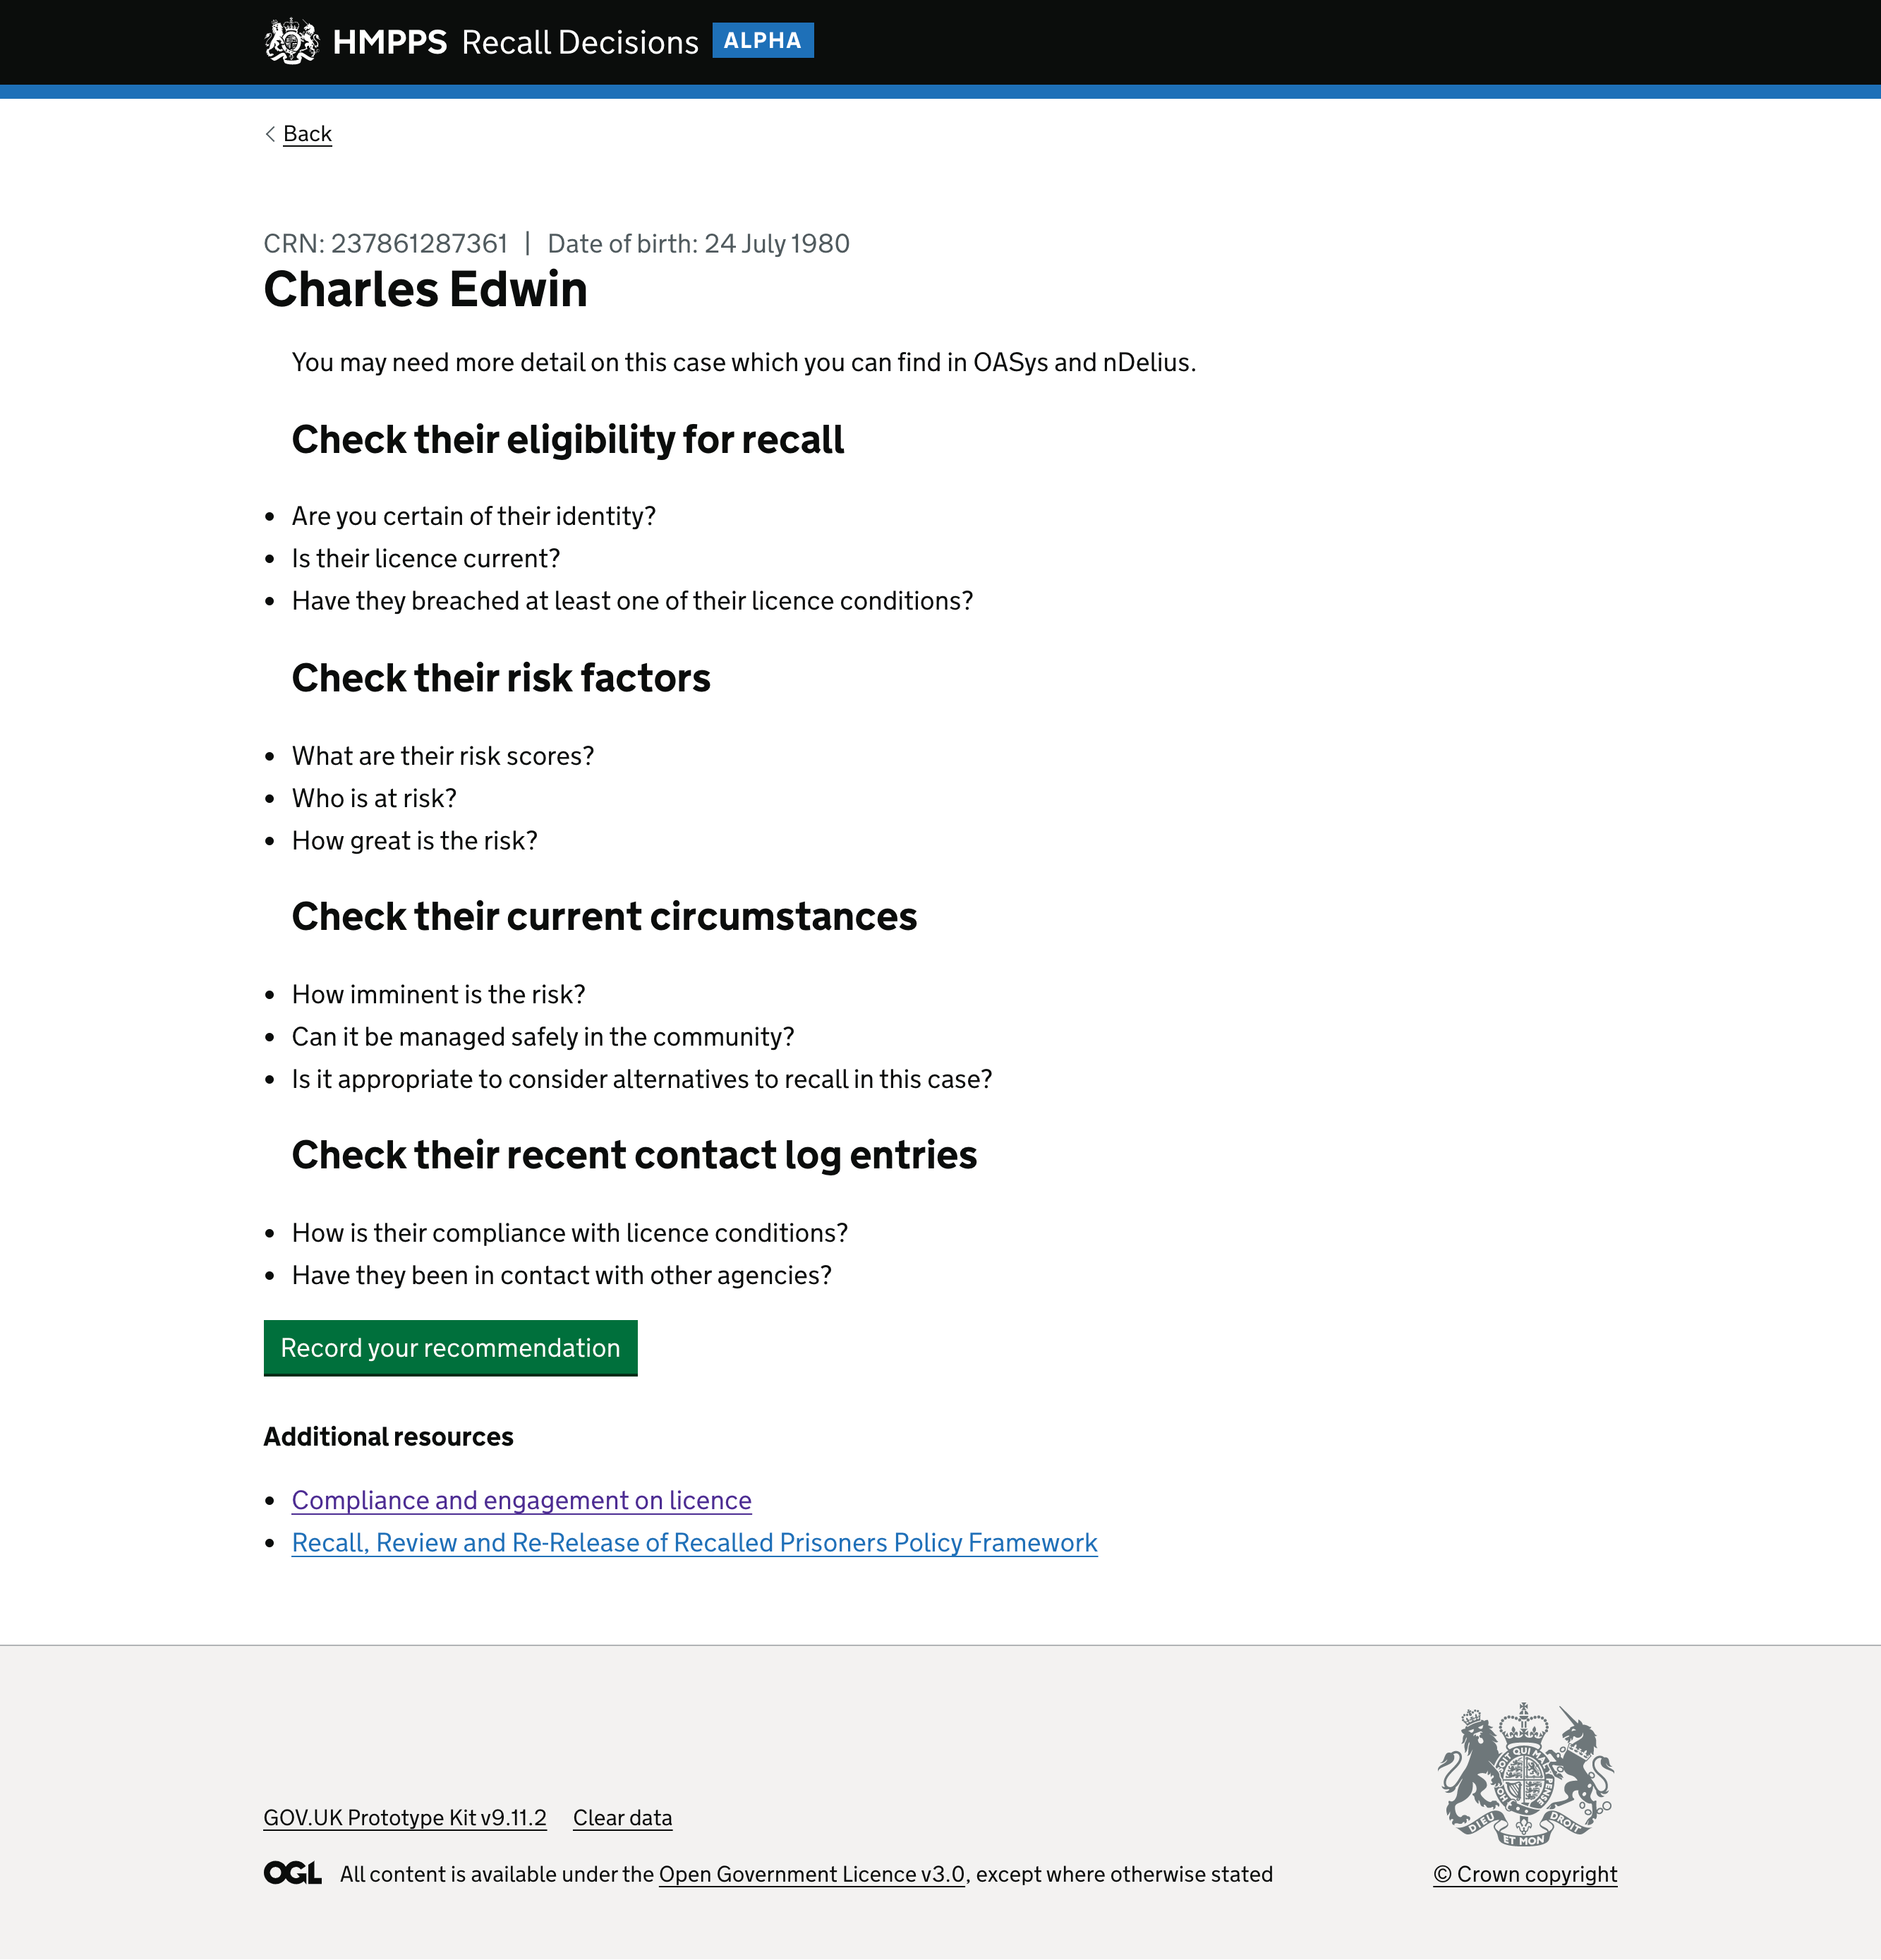 HMPPS Recall Decisions ALPHA
Back
CRN: 237861287361 | Date of birth: 24 July 1980
Charles Edwin
You may need more detail on this case which you can find in OASys and nDelius.
Check their eligibility for recall
• Are you certain of their identity?
• Is their licence current?
• Have they breached at least one of their licence conditions?
Check their risk factors
• What are their risk scores?
• Who is at risk?
• How great is the risk?
Check their current circumstances
• How imminent is the risk?
• Can it be managed safely in the community?
• Is it appropriate to consider alternatives to recall in this case?
Check their recent contact log entries
• How is their compliance with licence conditions?
• Have they been in contact with other agencies?
Record your recommendation
Additional resources
• Compliance and engagement on licence
• Recall, Review and Re-Release of Recalled Prisoners Policy Framework
GOV.UK Prototype Kit v9.11.2 Clear data
OGL All content is available under the Open Government Licence v3.0, except where otherwise stated
DIEU ET MON DROIT
© Crown copyright